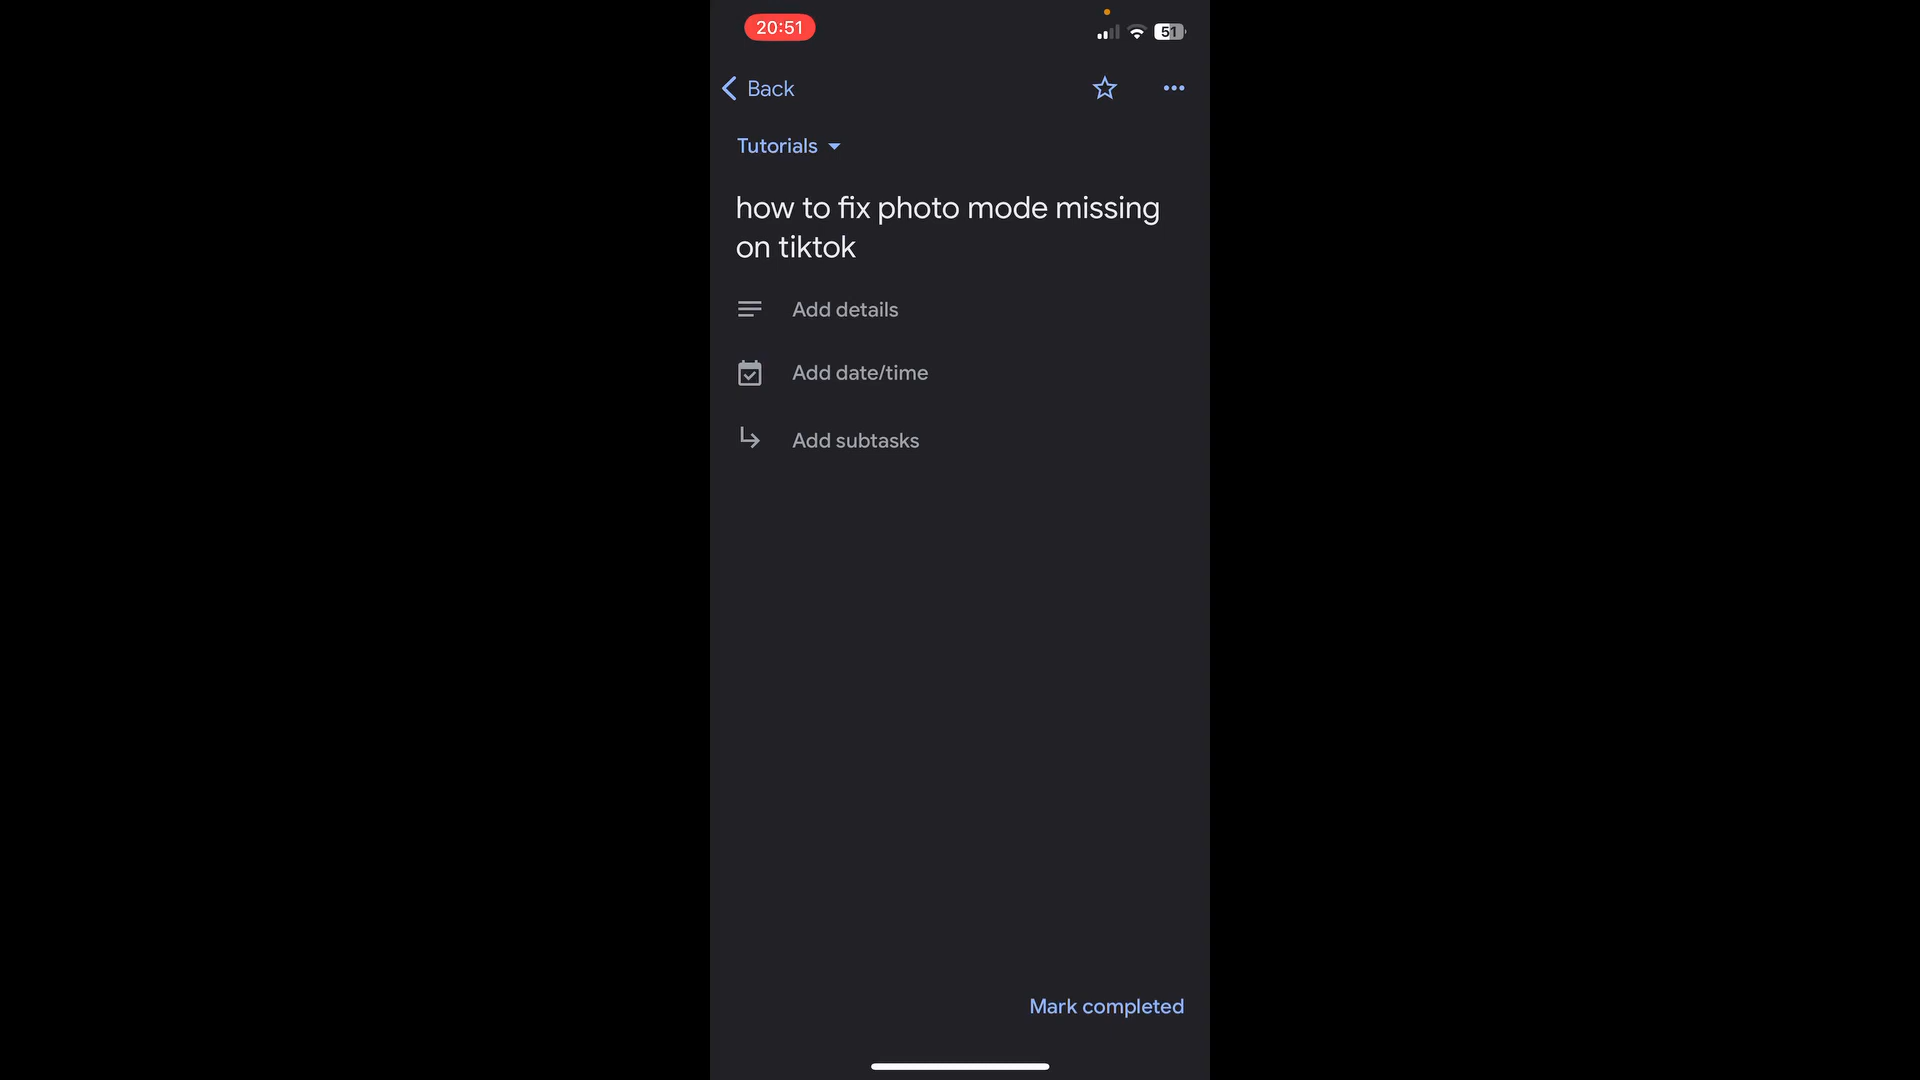 20:51
51
Back
Tutorials
how to fix photo mode missing
on tiktok
Add details
Add date/time
Add subtasks
Mark completed